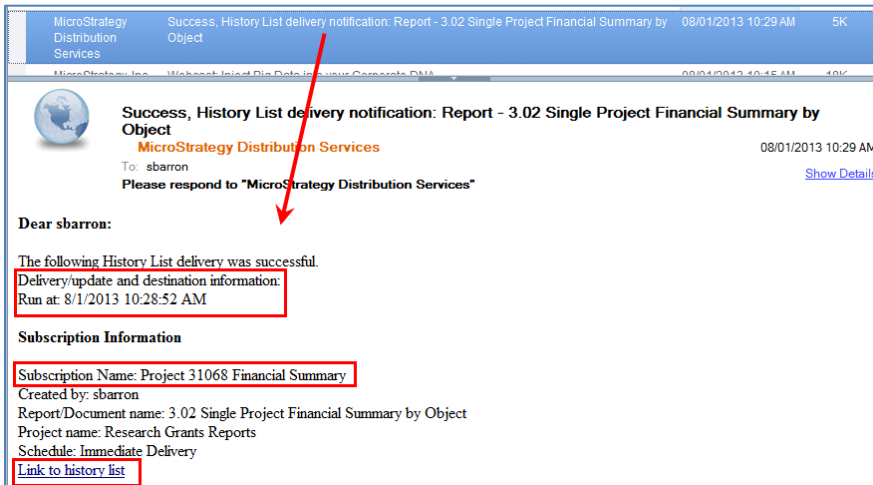 MicroStrategy Success, History List delivery notification: Report - 3.02 Single Project Financial Summary by 08/01/2013 10:29 AM 5K
Distribution Object
Services
MicroStrategy Inc Webcast: Inject Big Data into your Corporate DNA 08/01/2013 10:15 AM 18K
Success, History List delivery notification: Report - 3.02 Single Project Financial Summary by
Object
MicroStrategy Distribution Services 08/01/2013 10:29 AM
To: sbarron
Show Details
Please respond to "MicroStrategy Distribution Services"
Dear sbarron:
The following History List delivery was successful.
Delivery/update and destination information:
Run at: 8/1/2013 10:28:52 AM
Subscription Information
Subscription Name: Project 31068 Financial Summary
Created by: sbarron
Report/Document name: 3.02 Single Project Financial Summary by Object
Project name: Research Grants Reports
Schedule: Immediate Delivery
Link to history list